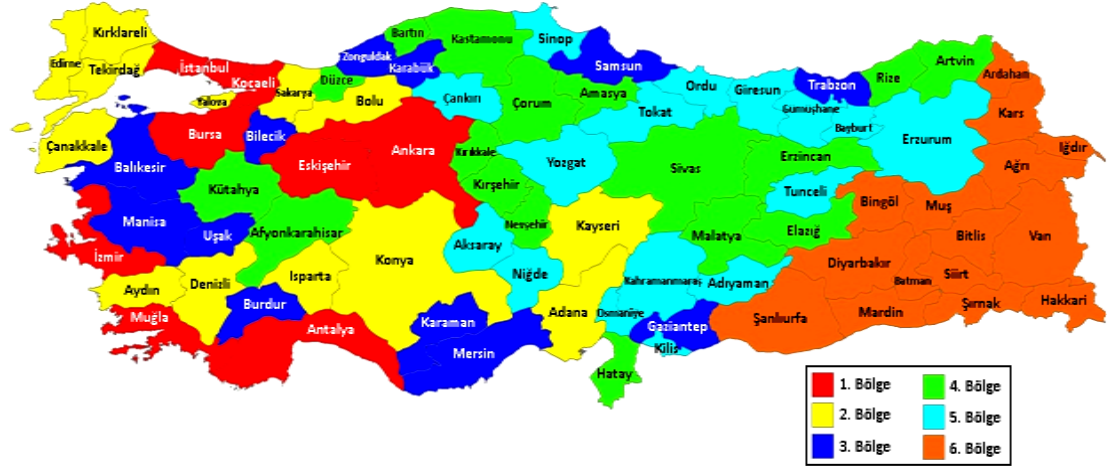 Kırklareli
Edirne
Tekirdağ
İstanbul
Kocaeli
Yalova
Sakarya
Düzce
Bolu
Zonguldak
Bartın
Karabük
Kastamonu
Sinop
Samsun
Çankırı
Çorum
Amasya
Tokat
Ordu
Giresun
Trabzon
Gümüşhane
Bayburt
Rize
Artvin
Ardahan
Kars
Iğdır
Ağrı
Erzurum
Erzincan
Çanakkale
Balıkesir
Bursa
Bilecik
Eskişehir
Ankara
Kırıkkale
Kırşehir
Yozgat
Sivas
Tunceli
Bingöl
Muş
Bitlis
Van
Kütahya
Manisa
Uşak
Afyonkarahisar
İzmir
Aydın
Denizli
Isparta
Konya
Aksaray
Nevşehir
Niğde
Kayseri
Malatya
Elazığ
Diyarbakır
Batman
Siirt
Şırnak
Hakkari
Mardin
Şanlıurfa
Adıyaman
Kahramanmaraş
Osmaniye
Gaziantep
Kilis
Hatay
Adana
Mersin
Karaman
Antalya
Burdur
Muğla
1. Bölge
2. Bölge
3. Bölge
4. Bölge
5. Bölge
6. Bölge